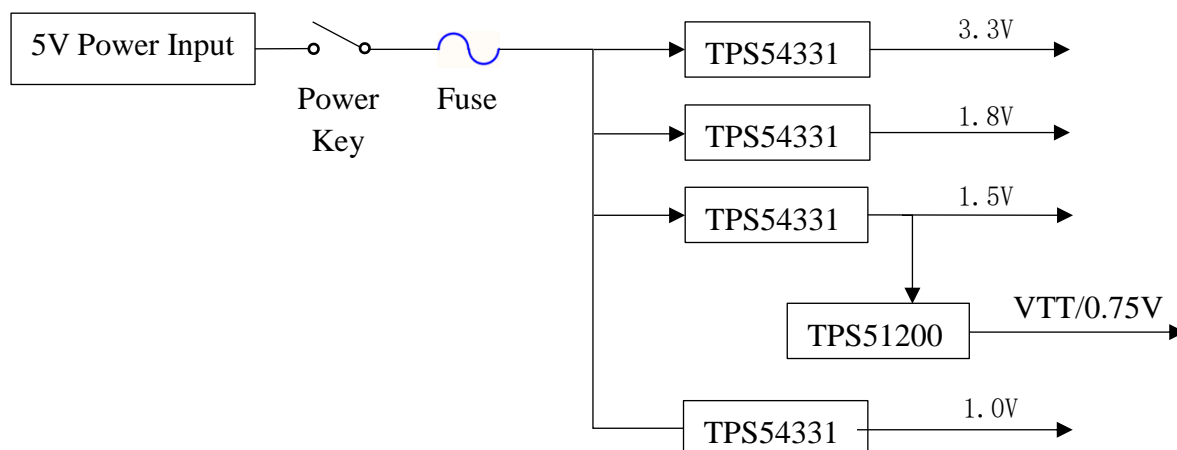 5V Power Input
Power
Key
Fuse
TPS54331
3.3V
TPS54331
1.8V
TPS54331
1.5V
TPS51200
VTT/0.75V
TPS54331
1.0V